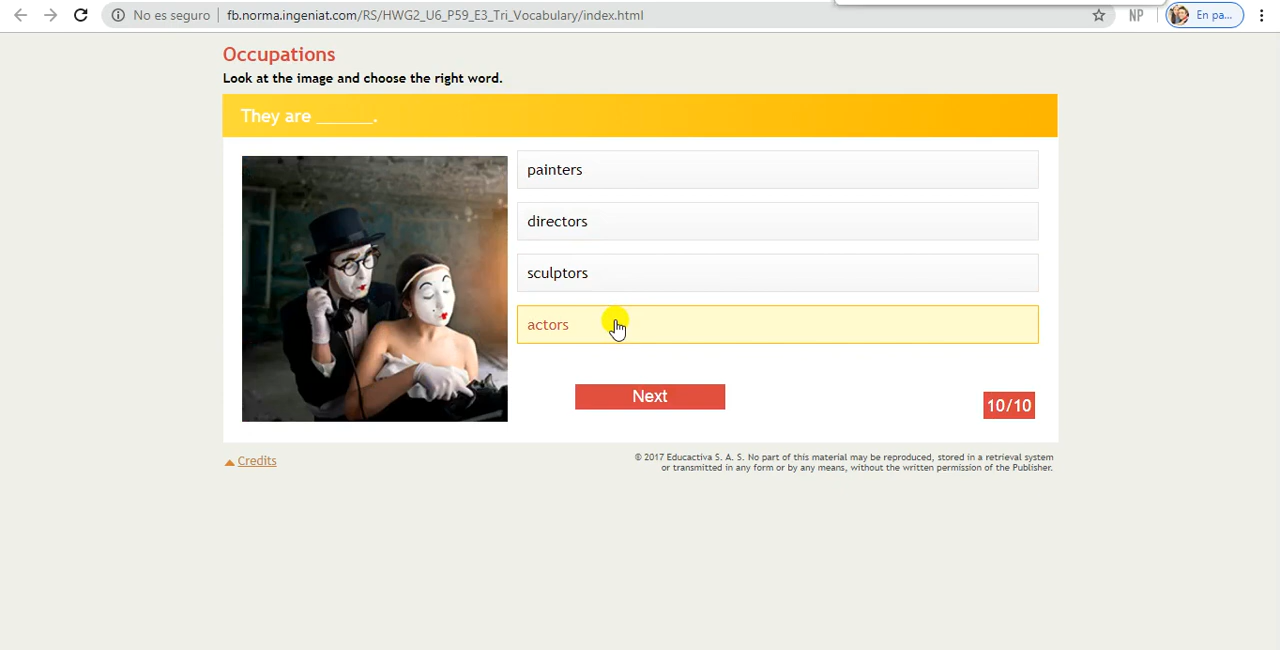 No es seguro | fb.norma.ingeniat.com/RS/HWG2_U6_P59_E3_Tri_Vocabulary/index.html
NP
En pa...
Occupations
Look at the image and choose the right word.
They are ______.
painters
directors
sculptors
actors
Next
10/10
Credits
© 2017 Educactiva S. A. S. No part of this material may be reproduced, stored in a retrieval system
or transmitted in any form or by any means, without the written permission of the Publisher.